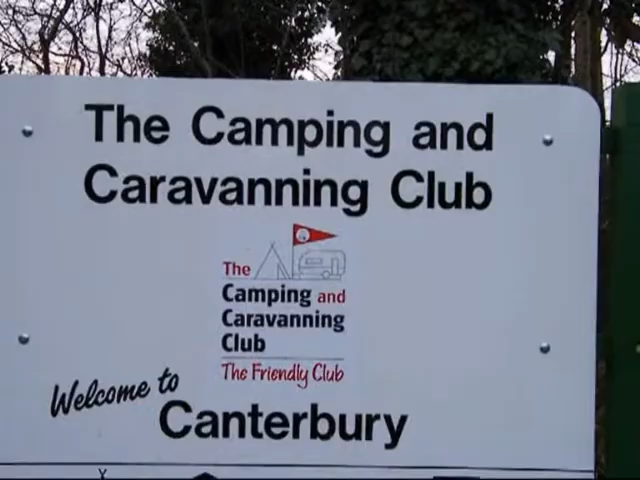 The Camping and
Caravanning Club
The
Camping and
Caravanning
Club
The Friendly Club
Welcome to
Canterbury